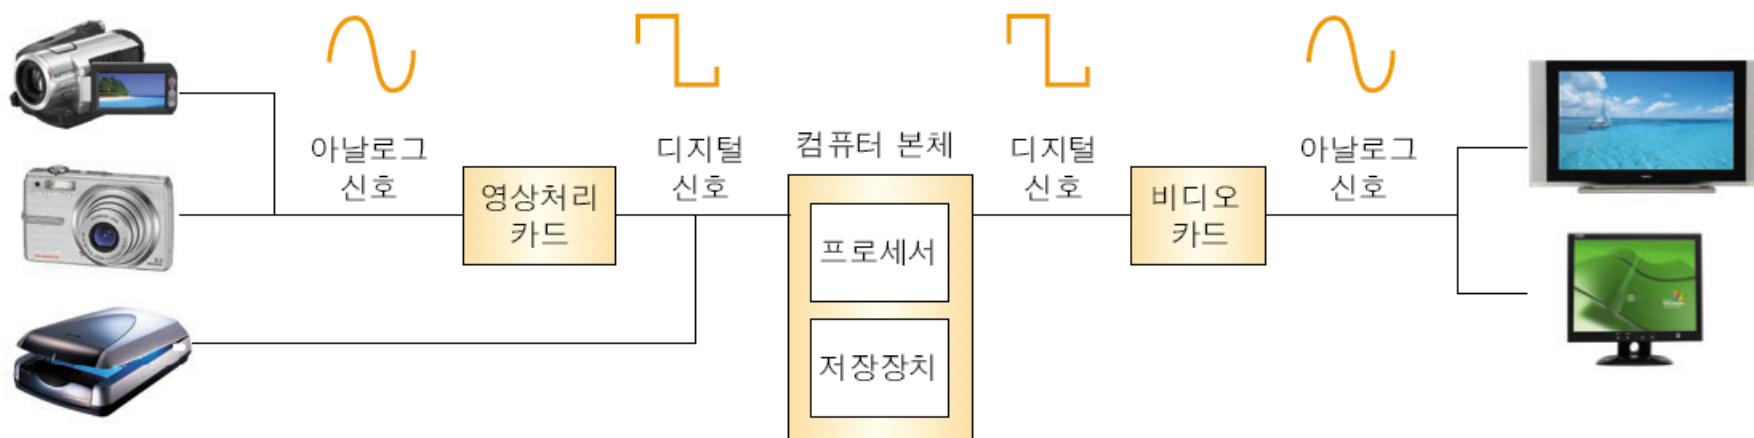 아날로그
신호
영상처리
카드
디지털
신호
컴퓨터 본체
프로세서
저장장치
디지털
신호
비디오
카드
아날로그
신호